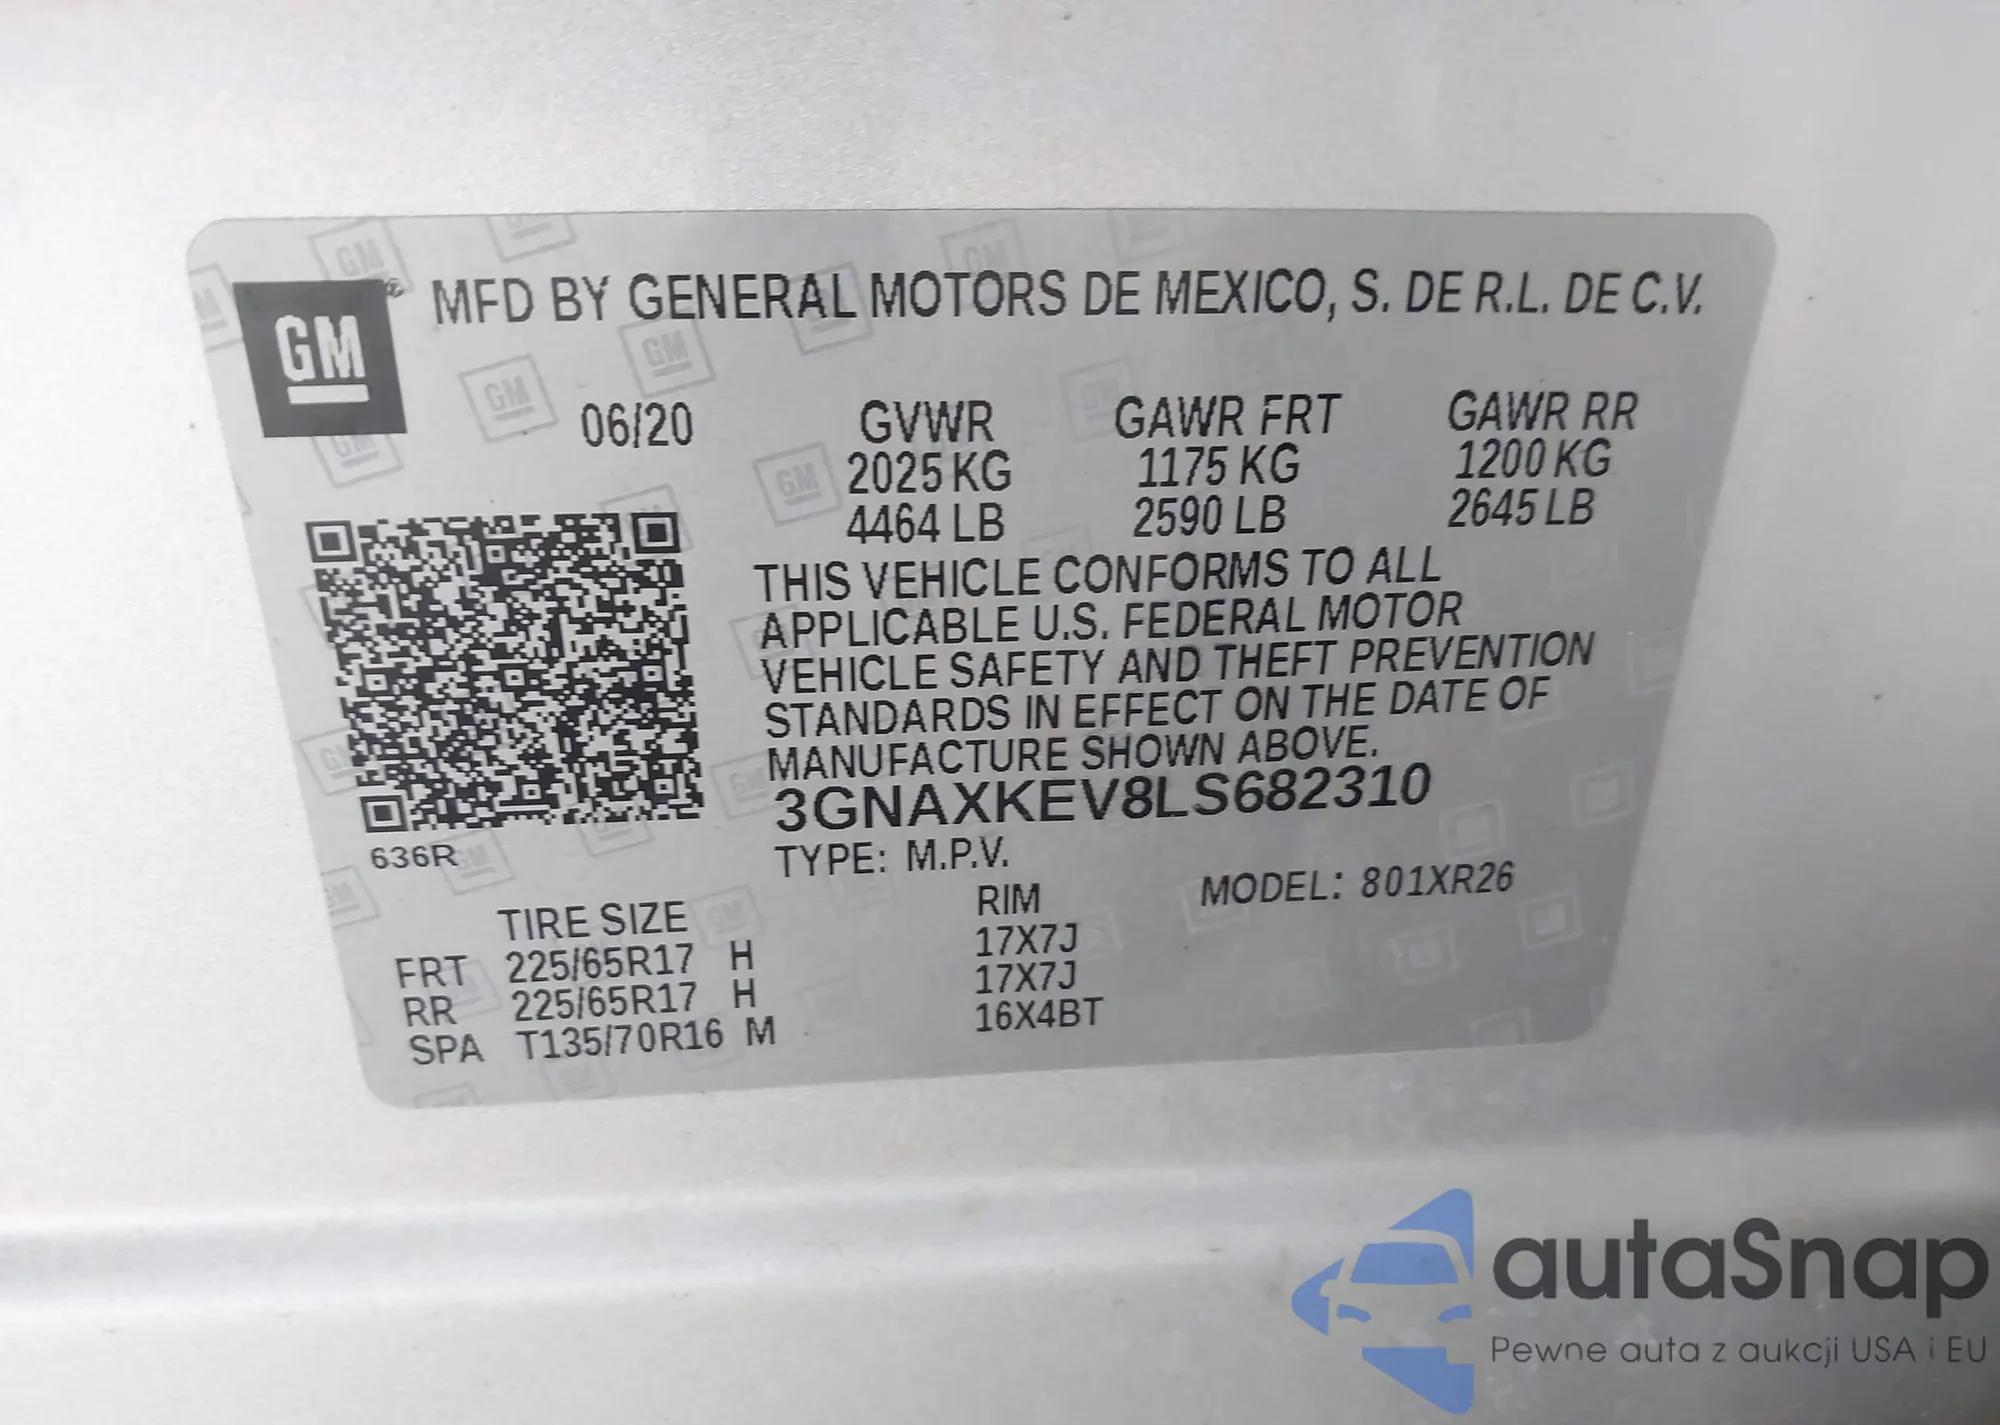 GM® MFD BY GENERAL MOTORS DE MEXICO, S. DE R.L. DE C.V.
06/20 GVWR GAWR FRT GAWR RR
2025 KG 1175 KG 1200 KG
4464 LB 2590 LB 2645 LB
THIS VEHICLE CONFORMS TO ALL
APPLICABLE U.S. FEDERAL MOTOR
VEHICLE SAFETY AND THEFT PREVENTION
STANDARDS IN EFFECT ON THE DATE OF
MANUFACTURE SHOWN ABOVE.
3GNAXKEV8LS682310
636R
TYPE: M.P.V.
MODEL: 801XR26
TIRE SIZE RIM
FRT 225/65R17 H 17X7J
RR 225/65R17 H 17X7J
SPA T135/70R16 M 16X4BT
autaSnap
Pewne auta z aukcji USA i EU